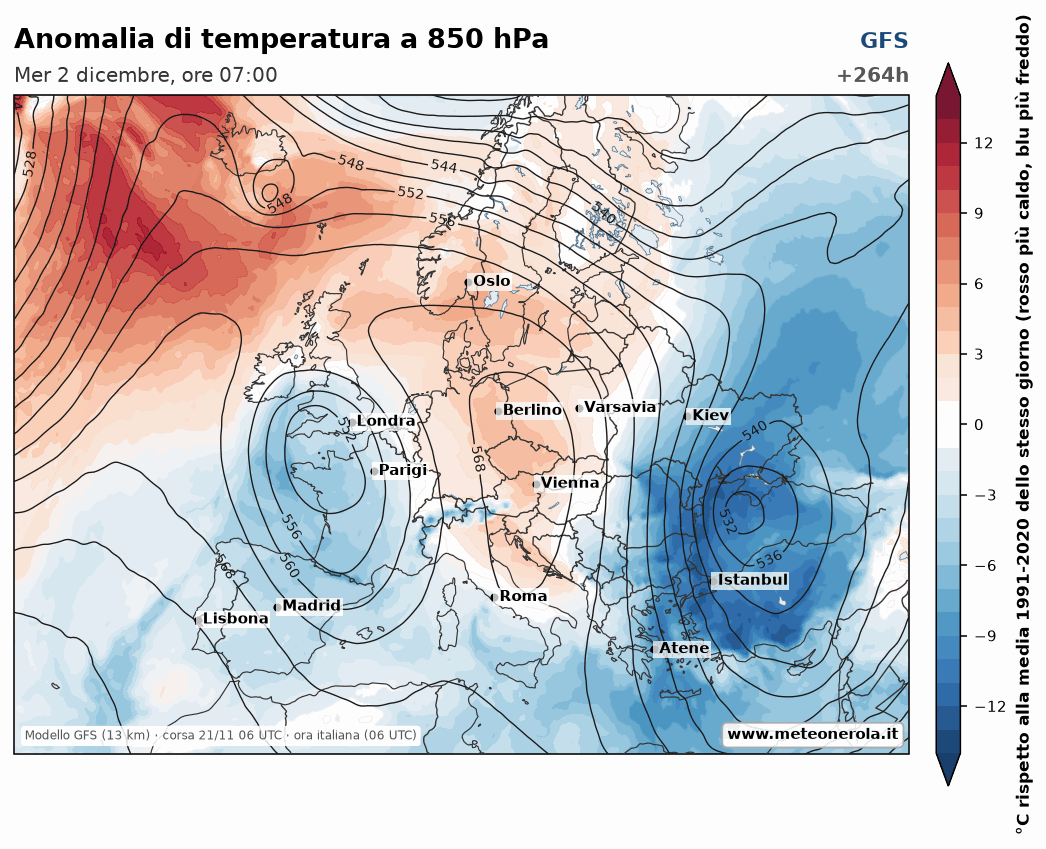 Anomalia di temperatura a 850 hPa
GFS
Mer 2 dicembre, ore 07:00
+264h
528
548
544
552
556
548
540
Oslo
Berlino
Varsavia
Kiev
Londra
Parigi
Vienna
568
540
532
536
556
560
568
Istanbul
Roma
Madrid
Lisbona
Atene
Modello GFS (13 km) · corsa 21/11 06 UTC · ora italiana (06 UTC)
www.meteonerola.it
12
9
6
3
0
−3
−6
−9
−12
°C rispetto alla media 1991-2020 dello stesso giorno (rosso più caldo, blu più freddo)